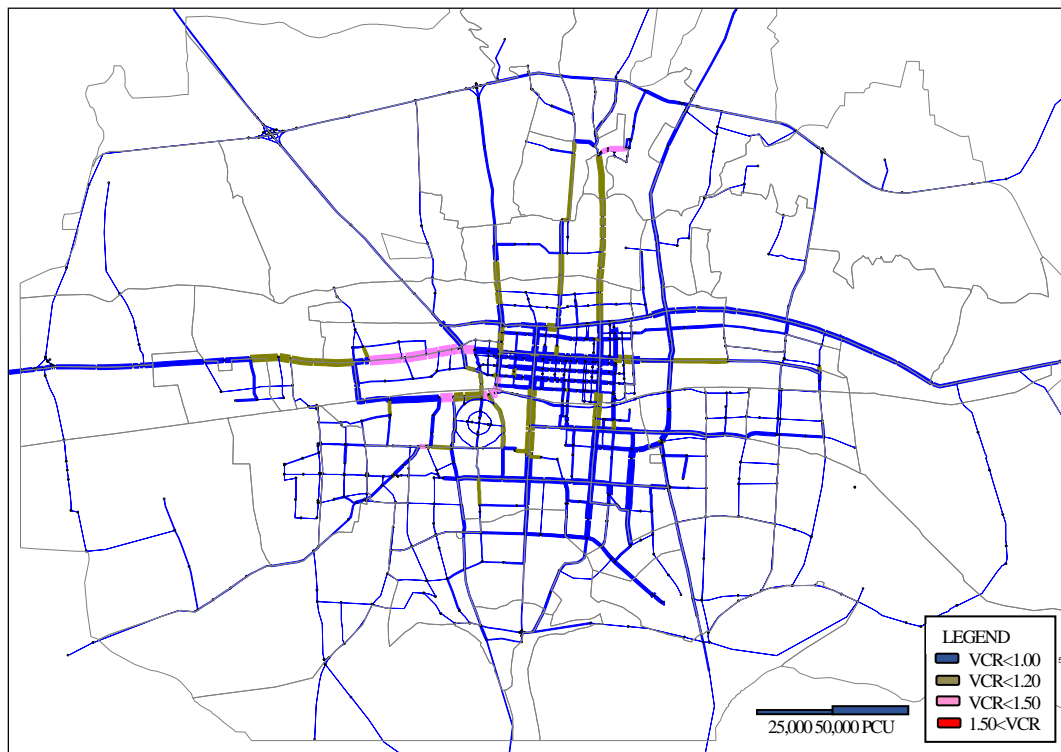 LEGEND
VCR<1.00
VCR<1.20
VCR<1.50
1.50<VCR
25,000 50,000 PCU